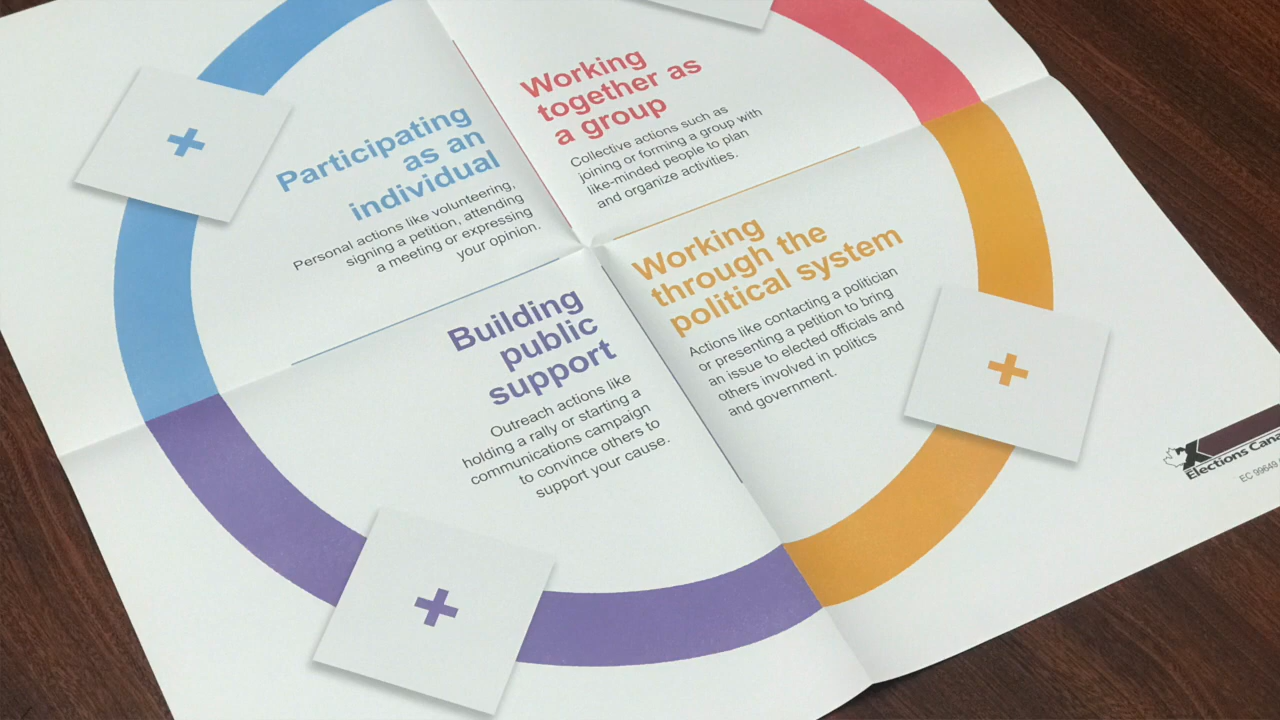 Participating
as an
individual
Personal actions like volunteering,
signing a petition, attending
a meeting or expressing
your opinion.
Working
together as
a group
Collective actions such as
joining or forming a group with
like-minded people to plan
and organize activities.
Building
public
support
Outreach actions like
holding a rally or starting a
communications campaign
to convince others to
support your cause.
Working
through the
political system
Actions like contacting a politician
or presenting a petition to bring
an issue to elected officials and
others involved in politics
and government.
Elections Cana
EC 99649